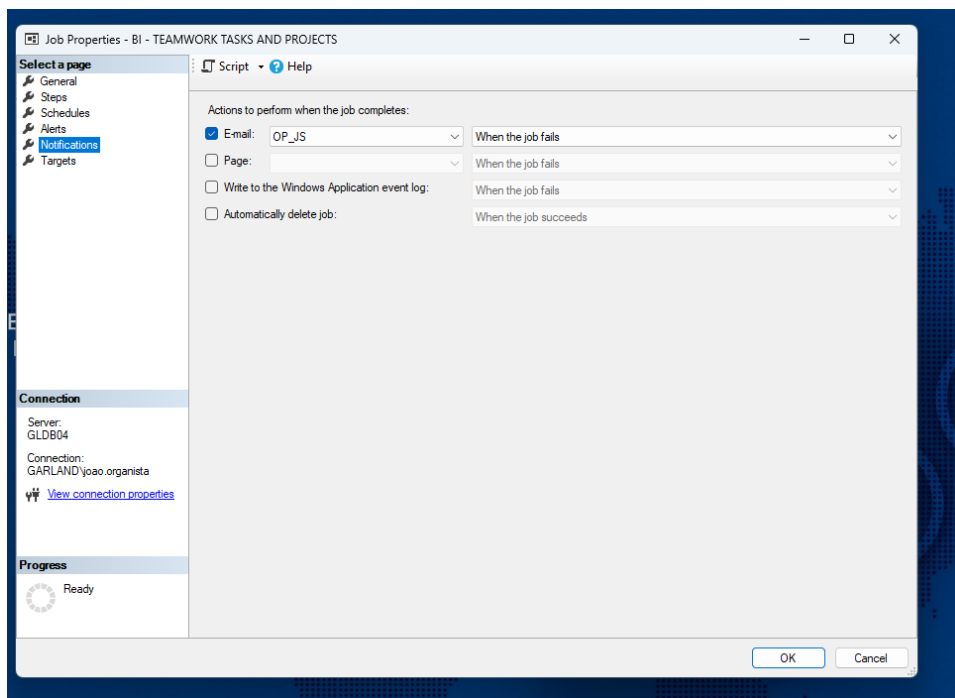 Job Properties - BI - TEAMWORK TASKS AND PROJECTS
Select a page
General
Steps
Schedules
Alerts
Notifications
Targets
Script
Help
Actions to perform when the job completes:
E-mail: OP_JS When the job fails
Page: When the job fails
Write to the Windows Application event log: When the job fails
Automatically delete job: When the job succeeds
Connection
Server:
GLDB04
Connection:
GARLAND\joao.organista
View connection properties
Progress
Ready
OK Cancel